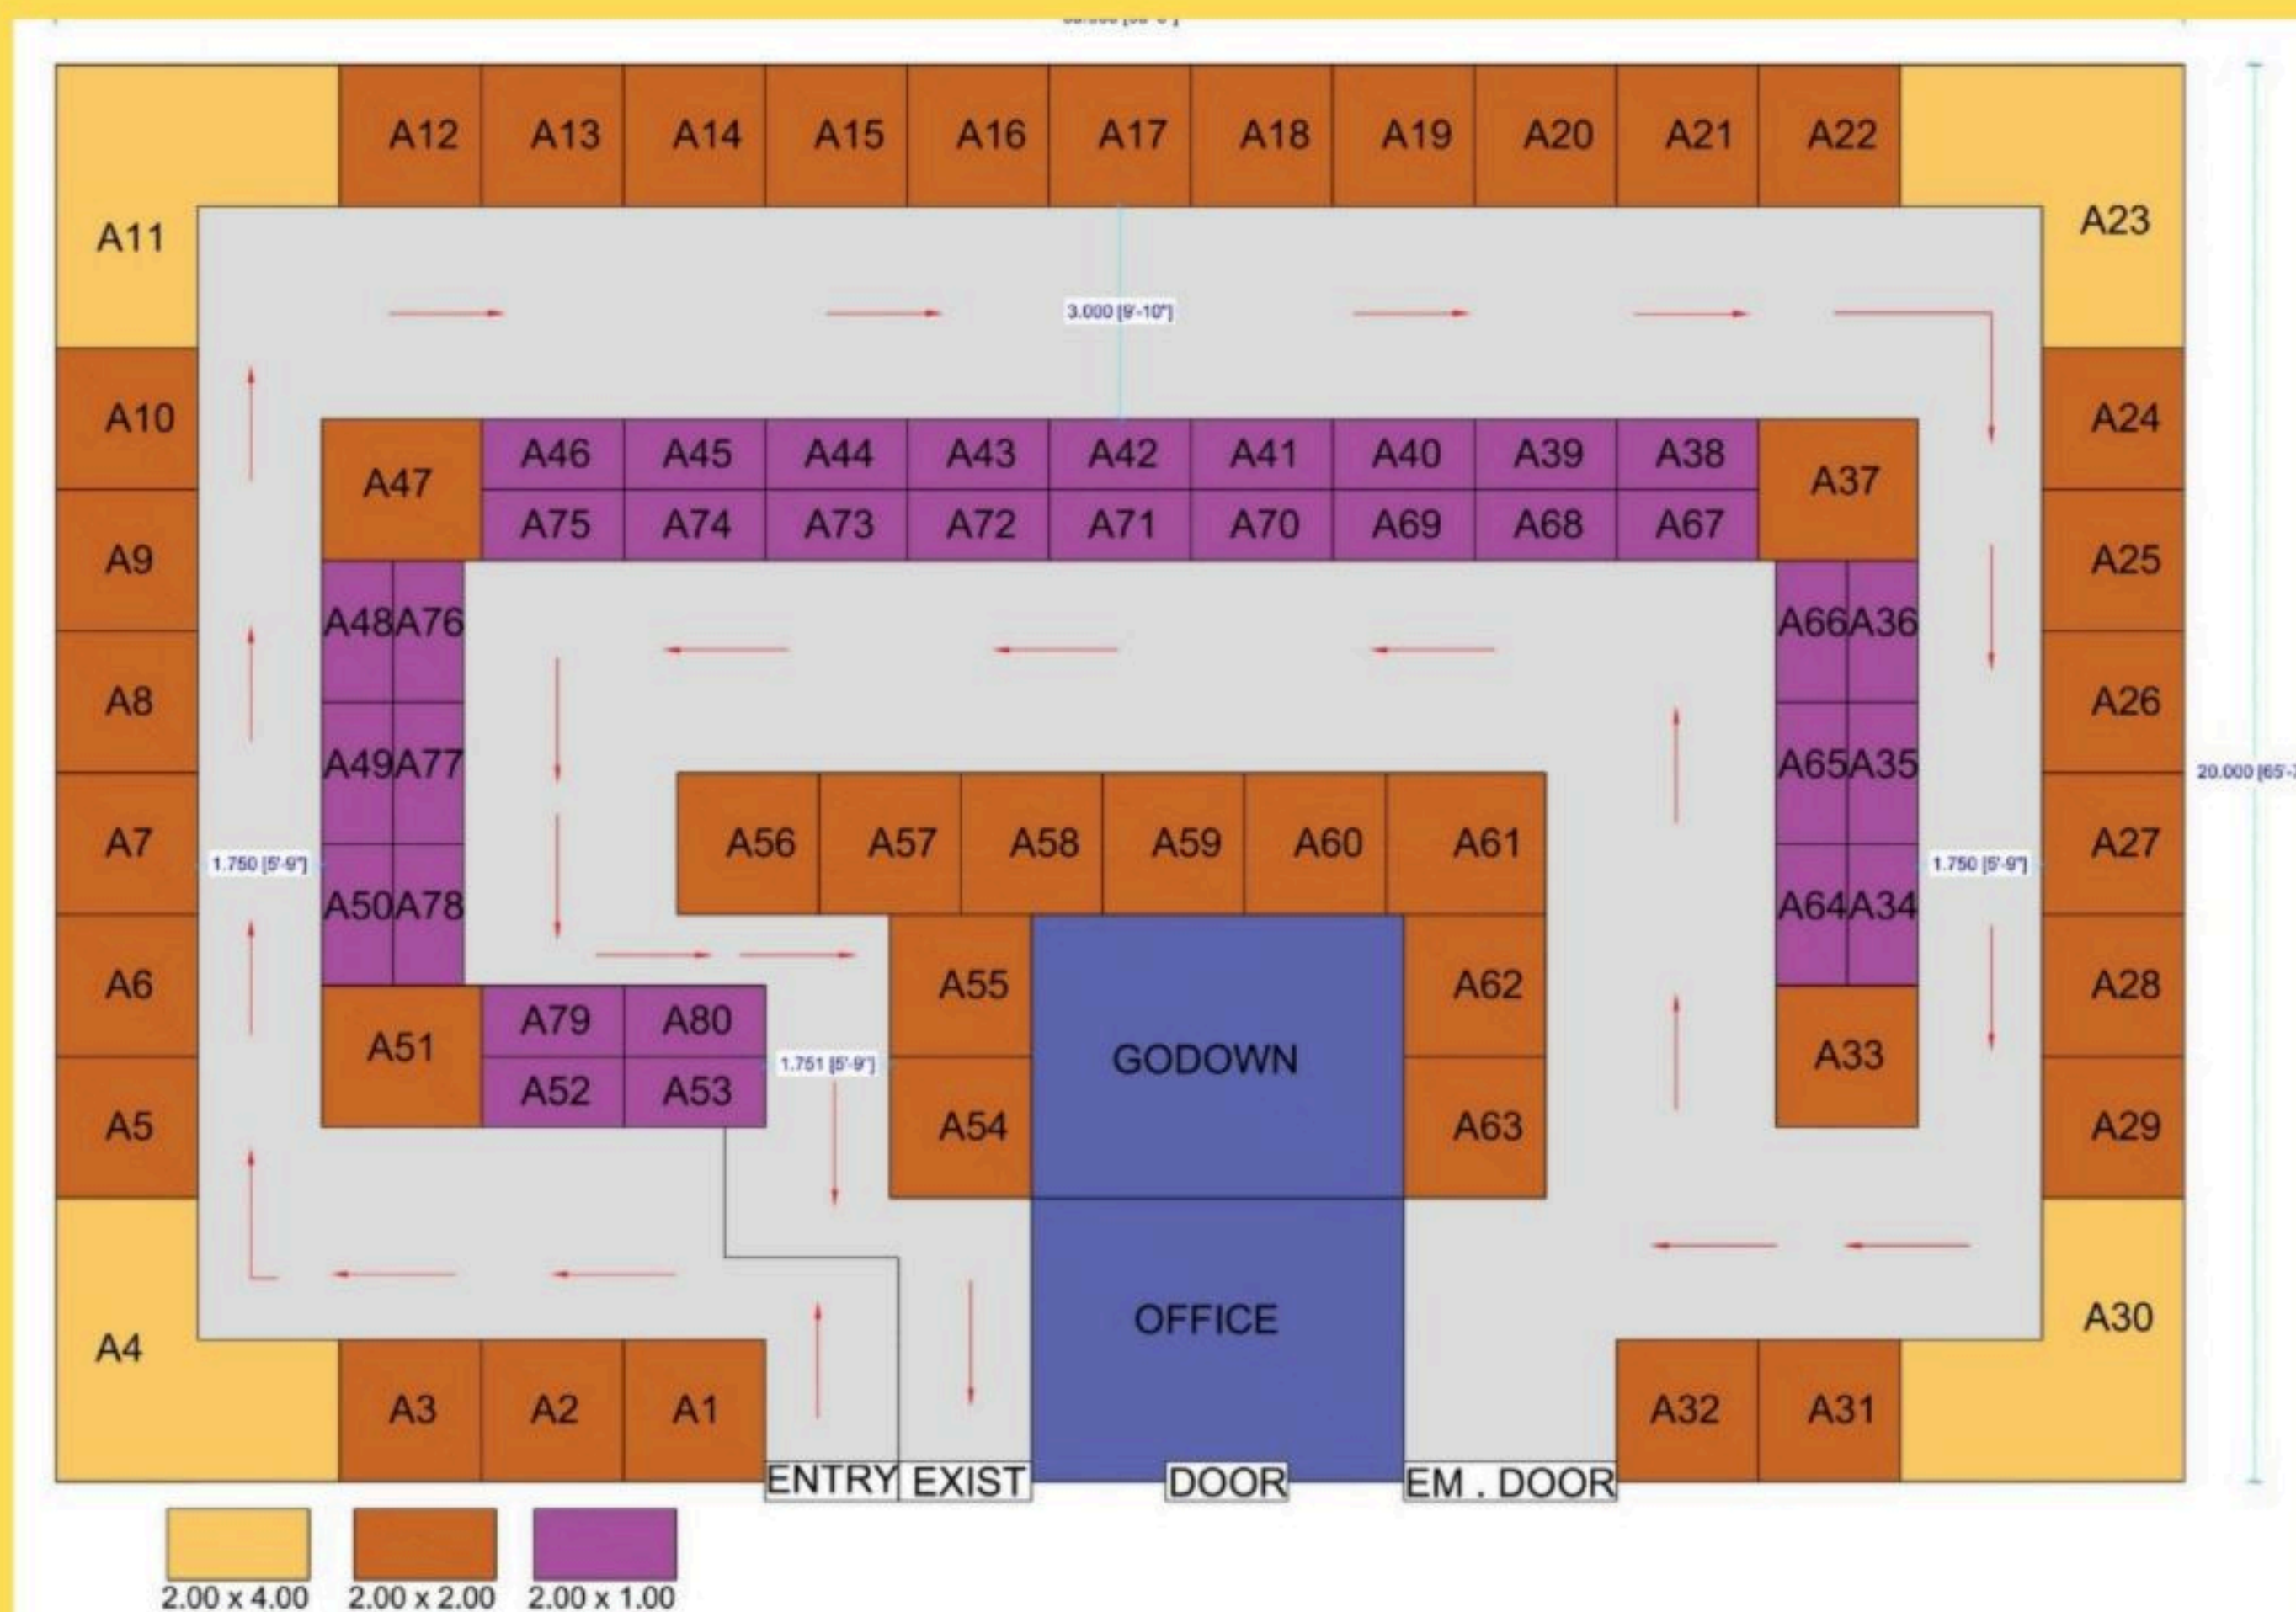 A12 A13 A14 A15 A16 A17 A18 A19 A20 A21 A22
A11 A23
3.000 [9'-10"]
A10 A24
A47 A46 A45 A44 A43 A42 A41 A40 A39 A38 A37
A75 A74 A73 A72 A71 A70 A69 A68 A67
A9 A25
A48 A76 A66 A36
A8 A26
A49 A77 A65 A35
20.000 [65'-
A7 A56 A57 A58 A59 A60 A61 A27
1.750 [5'-9"] 1.750 [5'-9"]
A50 A78 A64 A34
A6 A55 A62 A28
A51 A79 A80 GODOWN A33
1.751 [5'-9"]
A52 A53
A5 A54 A63 A29
A4 OFFICE A30
A3 A2 A1 A32 A31
ENTRY EXIST DOOR EM . DOOR
2.00 x 4.00 2.00 x 2.00 2.00 x 1.00